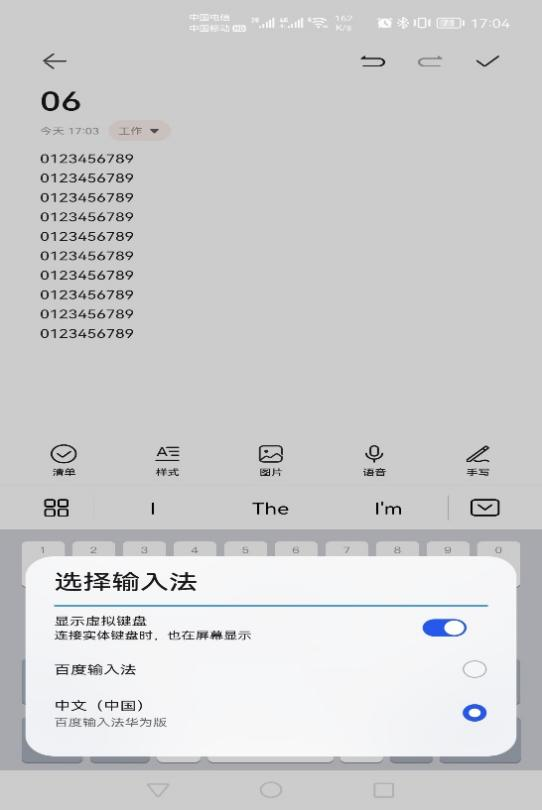 中国电信
中国移动 HD
162
K/s
17:04
06
今天 17:03 工作
0123456789
0123456789
0123456789
0123456789
0123456789
0123456789
0123456789
0123456789
0123456789
0123456789
清单 样式 图片 语音 手写
I The I'm
1 2 3 4 5 6 7 8 9 0
选择输入法
显示虚拟键盘
连接实体键盘时，也在屏幕显示
百度输入法
中文（中国）
百度输入法华为版